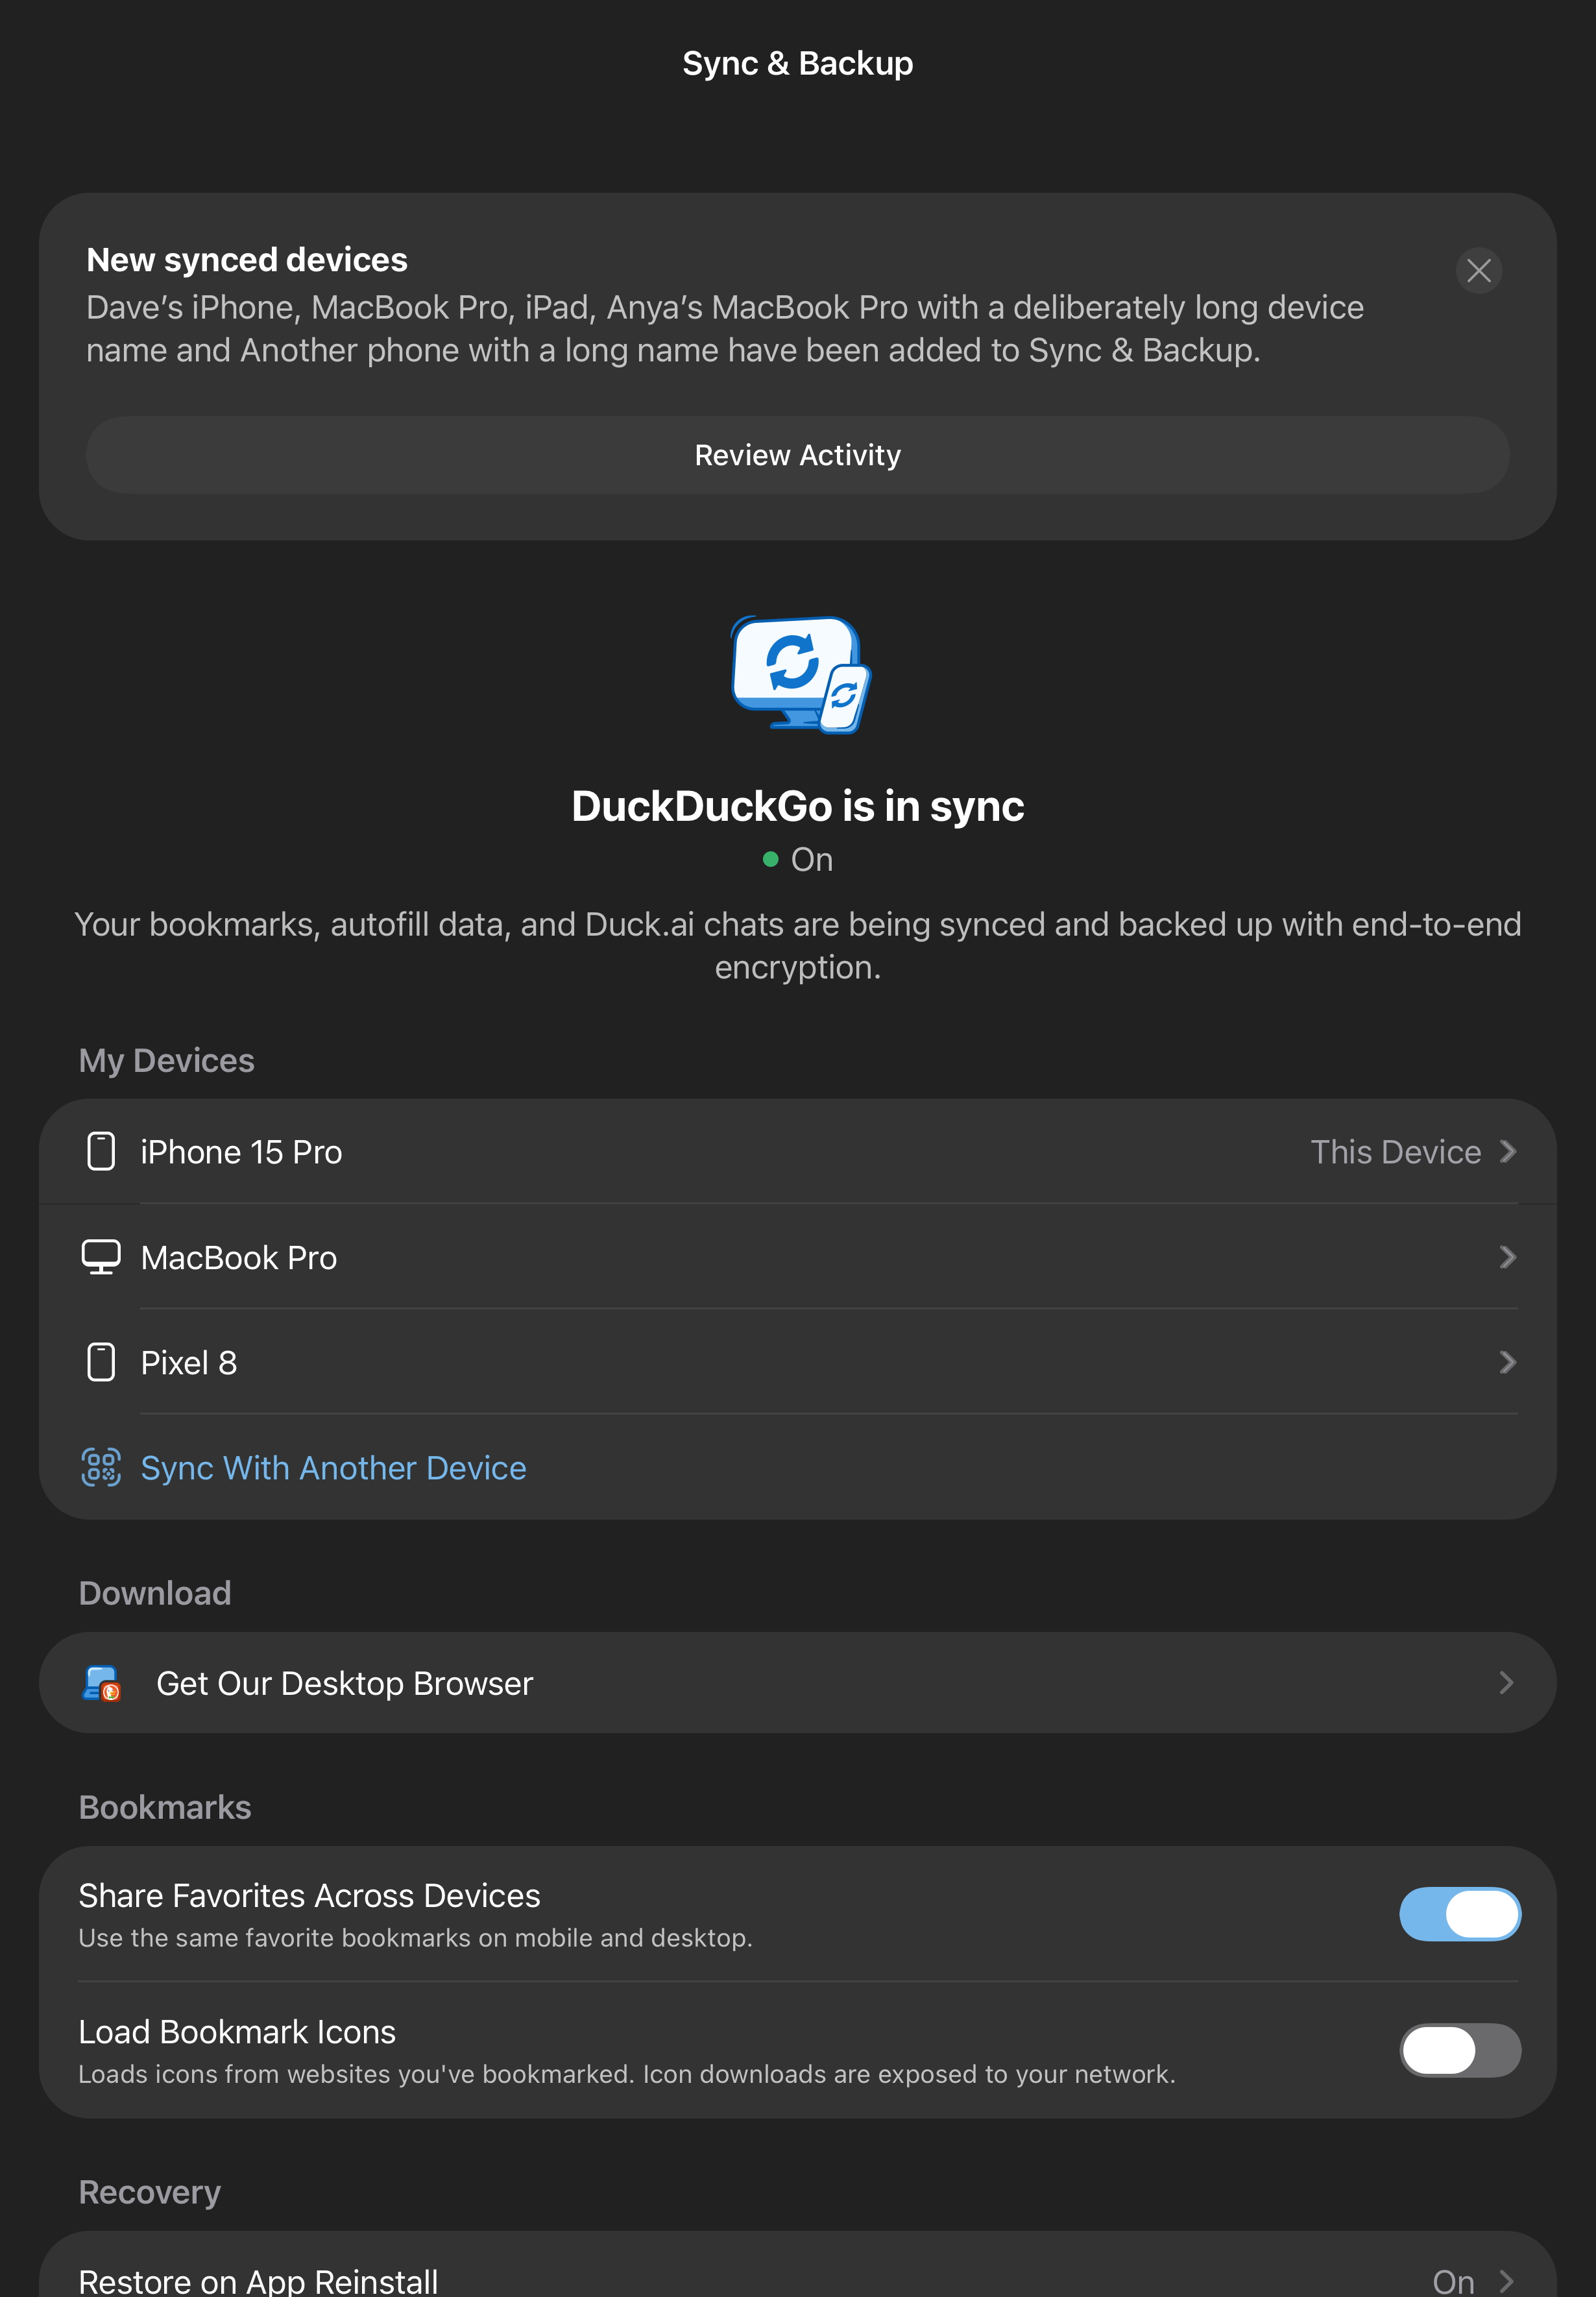 Sync & Backup
New synced devices
Dave’s iPhone, MacBook Pro, iPad, Anya’s MacBook Pro with a deliberately long device
name and Another phone with a long name have been added to Sync & Backup.
Review Activity
DuckDuckGo is in sync
On
Your bookmarks, autofill data, and Duck.ai chats are being synced and backed up with end-to-end
encryption.
My Devices
iPhone 15 Pro This Device
MacBook Pro
Pixel 8
Sync With Another Device
Download
Get Our Desktop Browser
Bookmarks
Share Favorites Across Devices
Use the same favorite bookmarks on mobile and desktop.
Load Bookmark Icons
Loads icons from websites you've bookmarked. Icon downloads are exposed to your network.
Recovery
Restore on App Reinstall On